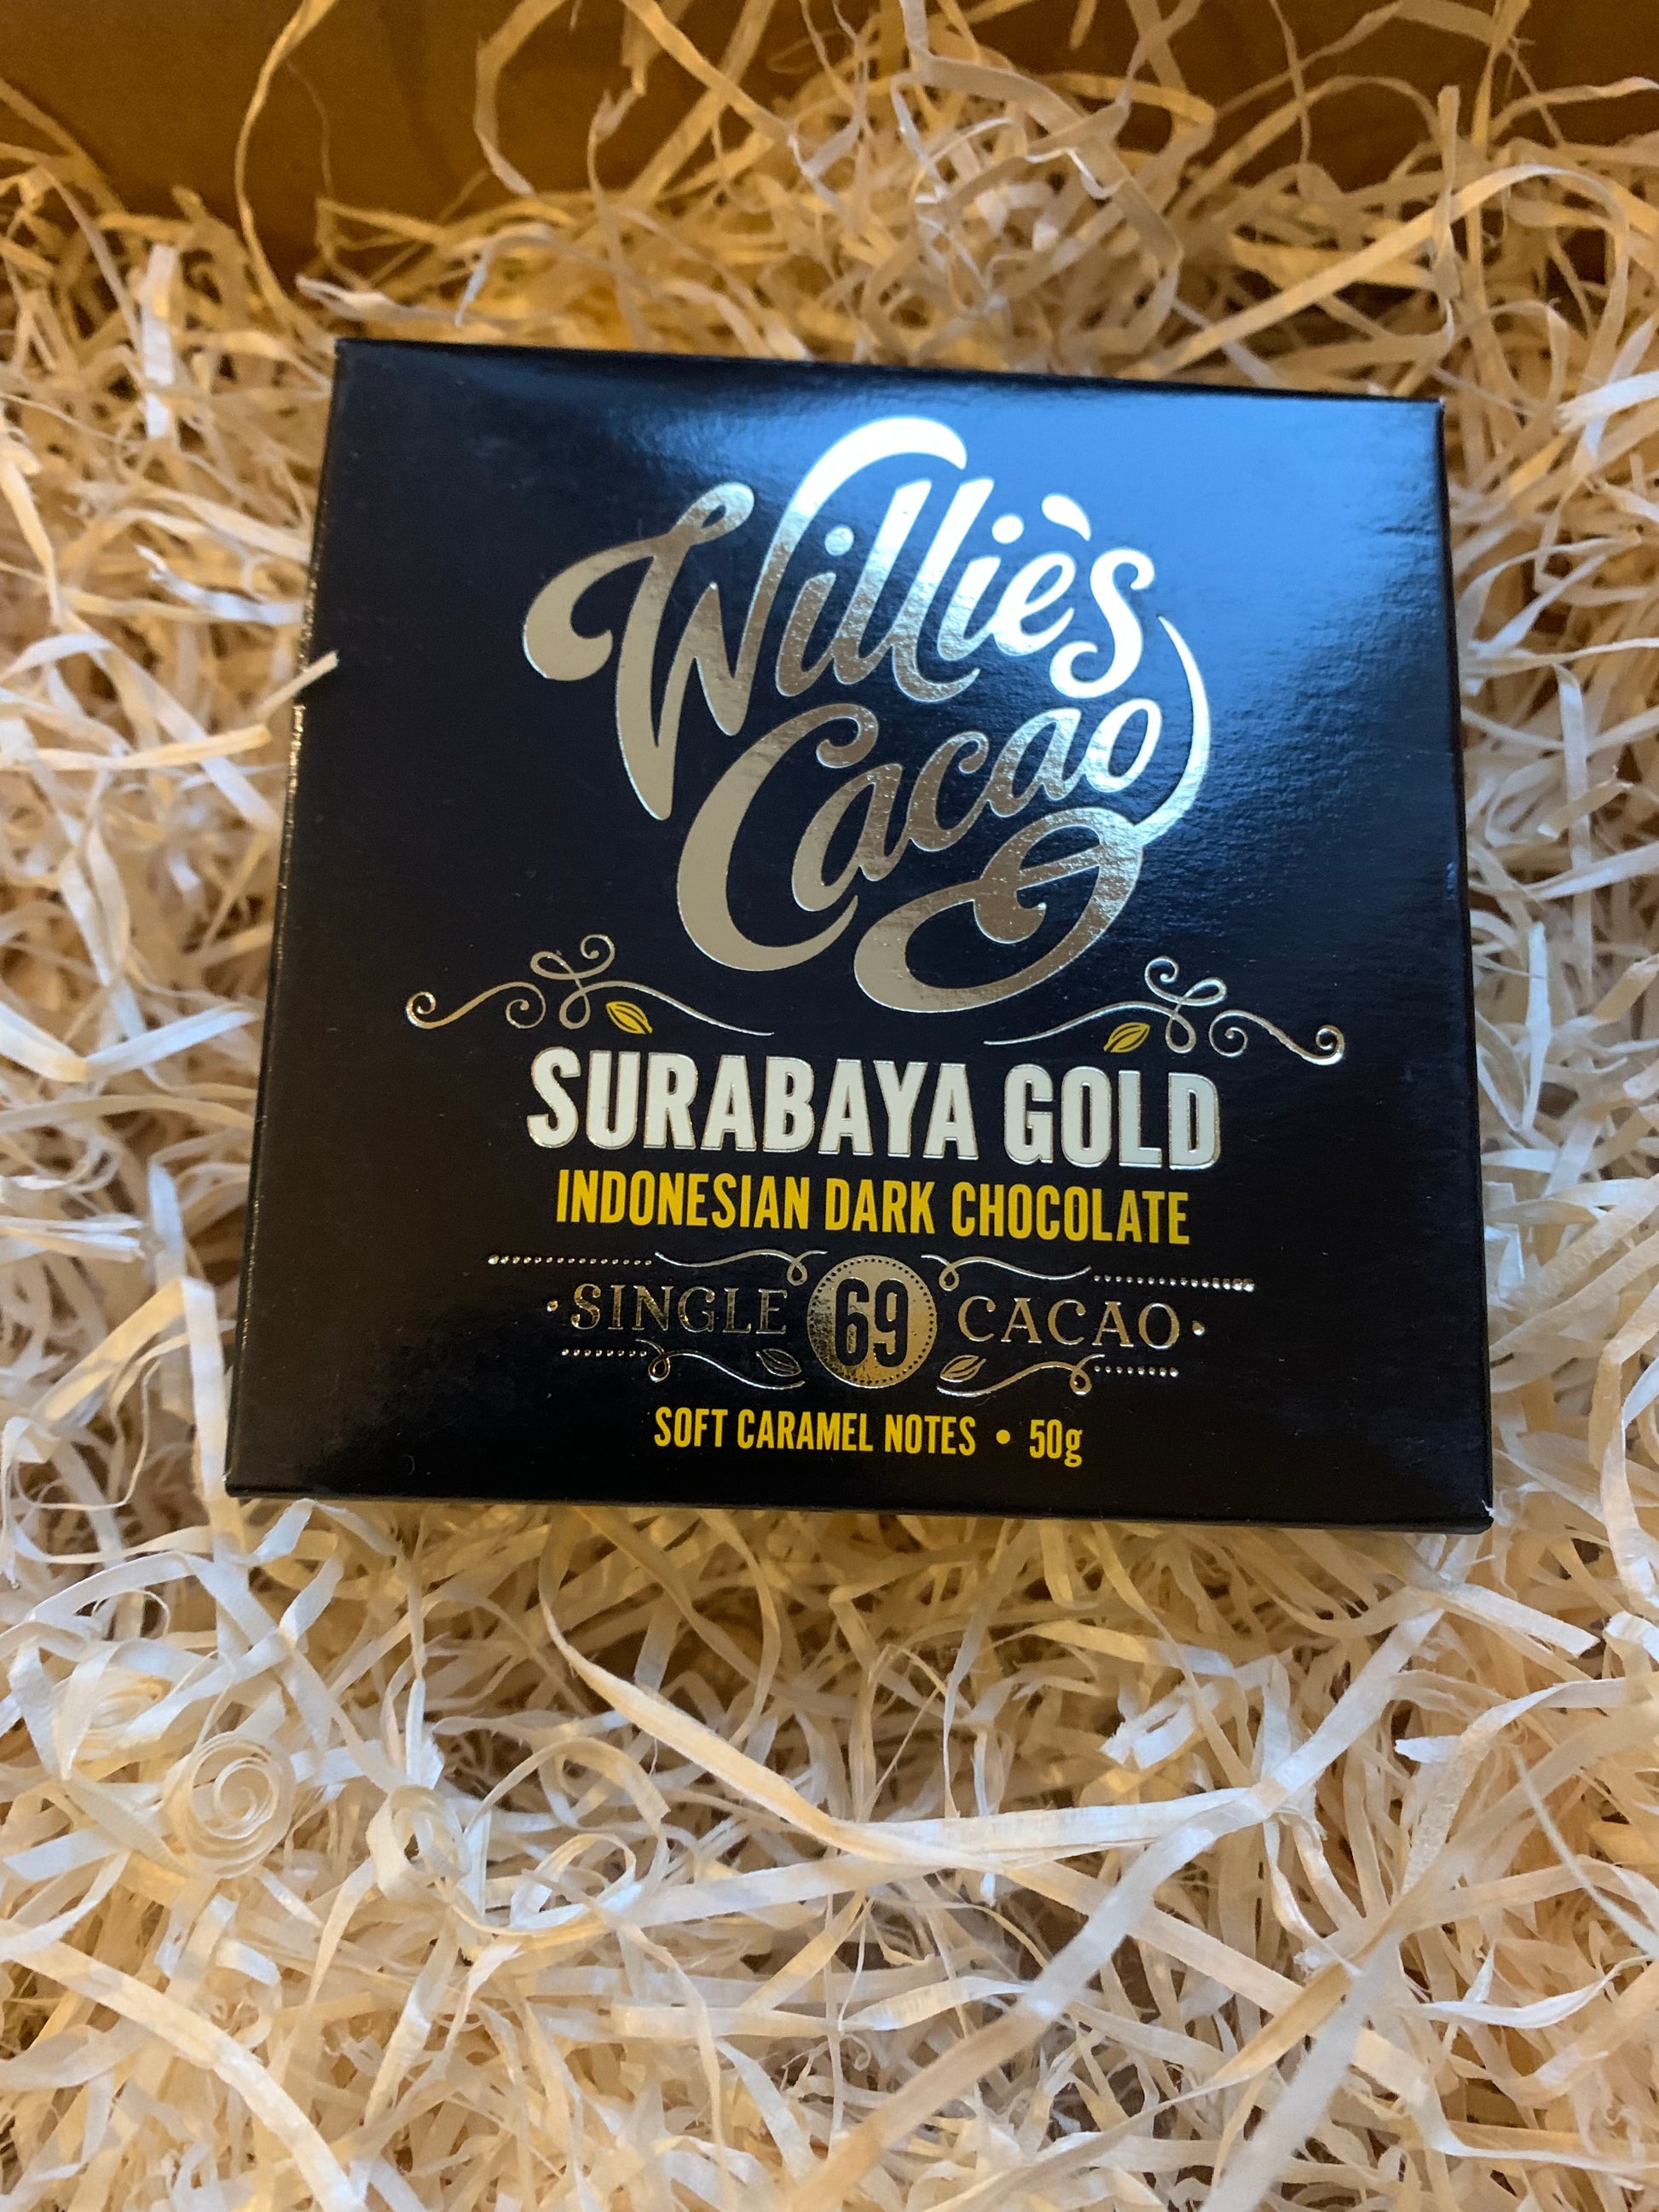 Willie's
Cacao
SURABAYA GOLD
INDONESIAN DARK CHOCOLATE
SINGLE 69 CACAO
SOFT CARAMEL NOTES • 50g